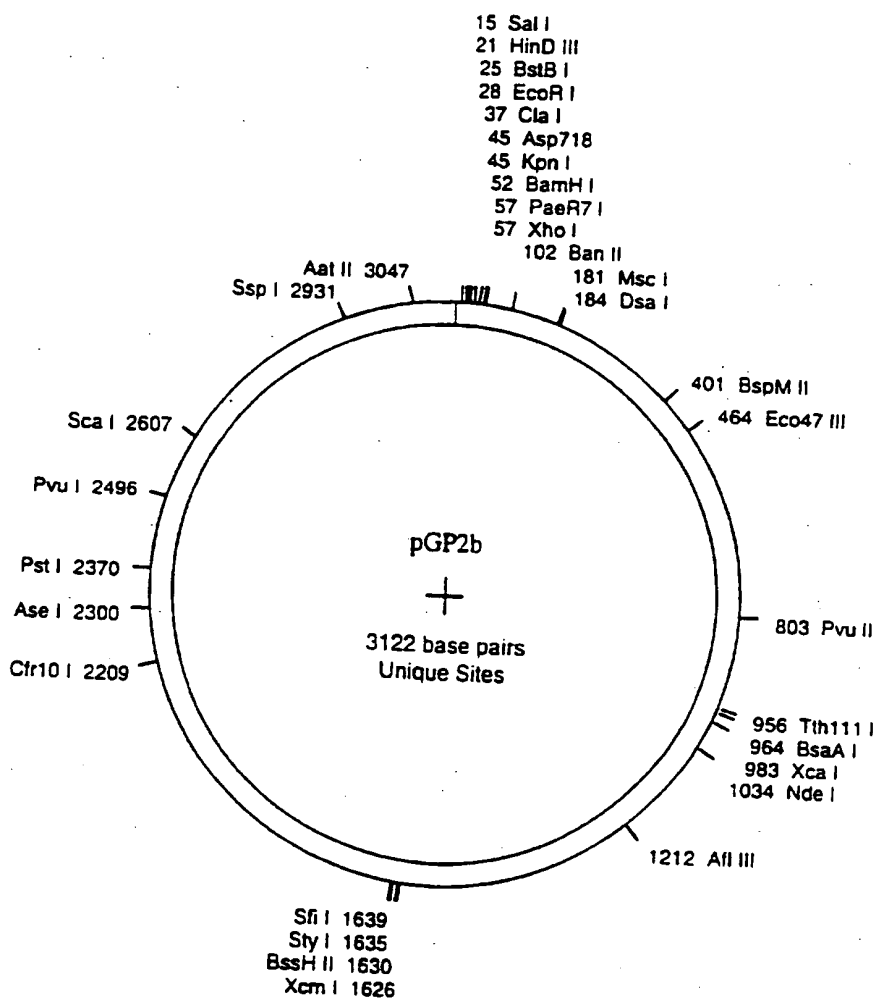 15 Sal I
21 HinD III
25 BstB I
28 EcoR I
37 Cla I
45 Asp718
45 Kpn I
52 BamH I
57 PaeR7 I
57 Xho I
102 Ban II
181 Msc I
184 Dsa I
Aat II 3047
Ssp I 2931
401 BspM II
464 Eco47 III
Sca I 2607
Pvu I 2496
Pst I 2370
Ase I 2300
Cfr10 I 2209
pGP2b
3122 base pairs
Unique Sites
803 Pvu II
956 Tth111 I
964 BsaA I
983 Xca I
1034 Nde I
1212 Afl III
Sfi I 1639
Sty I 1635
BssH II 1630
Xcm I 1626